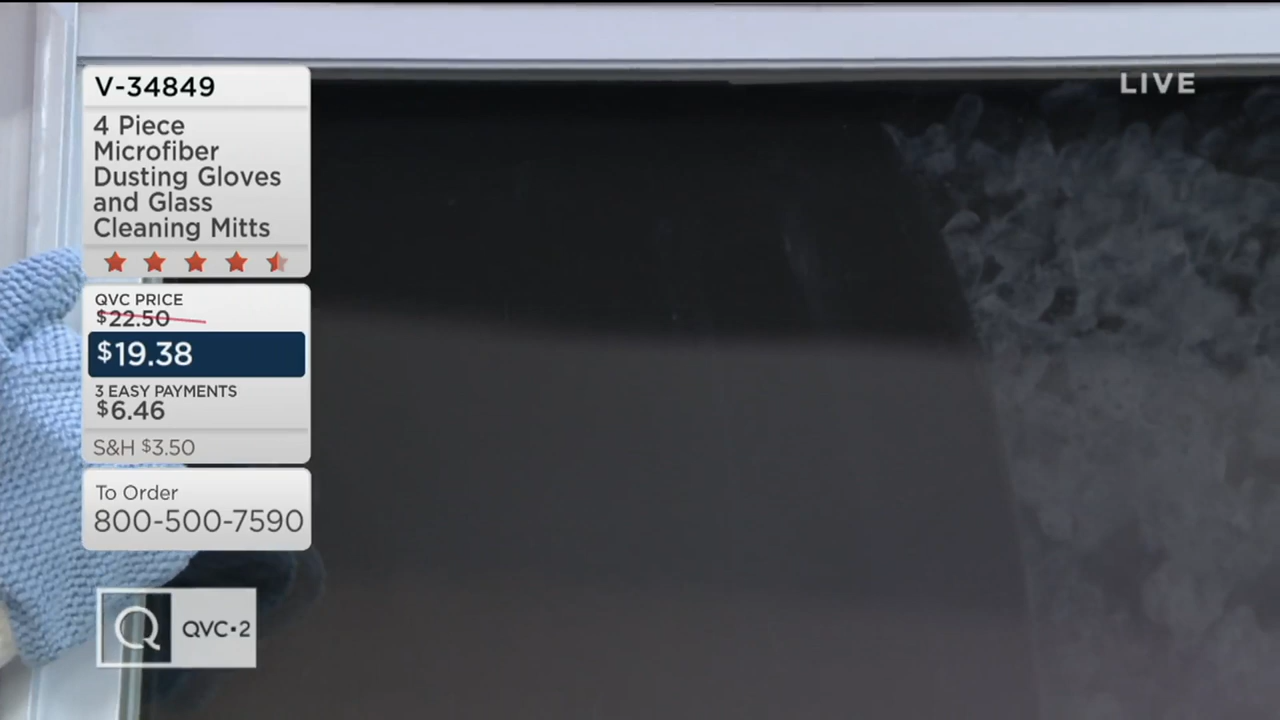 V-34849
4 Piece
Microfiber
Dusting Gloves
and Glass
Cleaning Mitts
QVC PRICE
$22.50
$19.38
3 EASY PAYMENTS
$6.46
S&H $3.50
To Order
800-500-7590
Q QVC•2
LIVE